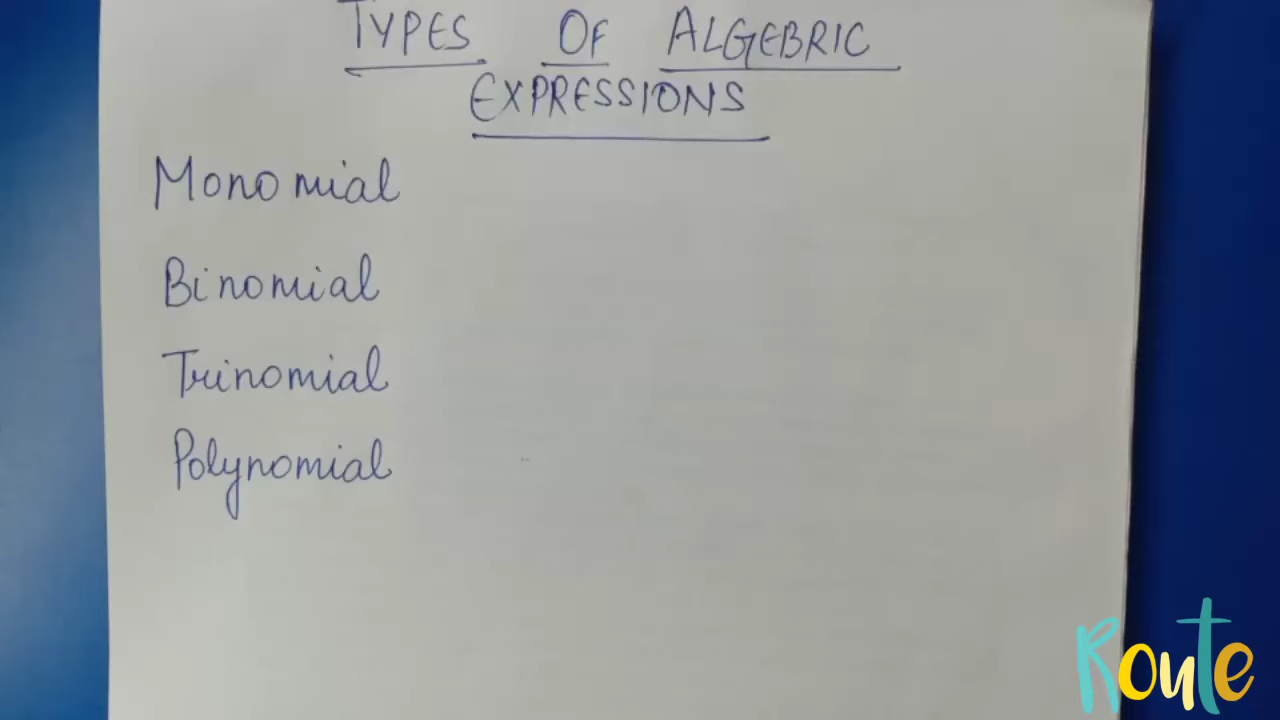 TYPES OF ALGEBRIC
EXPRESSIONS
Monomial
Binomial
Trinomial
Polynomial
Route